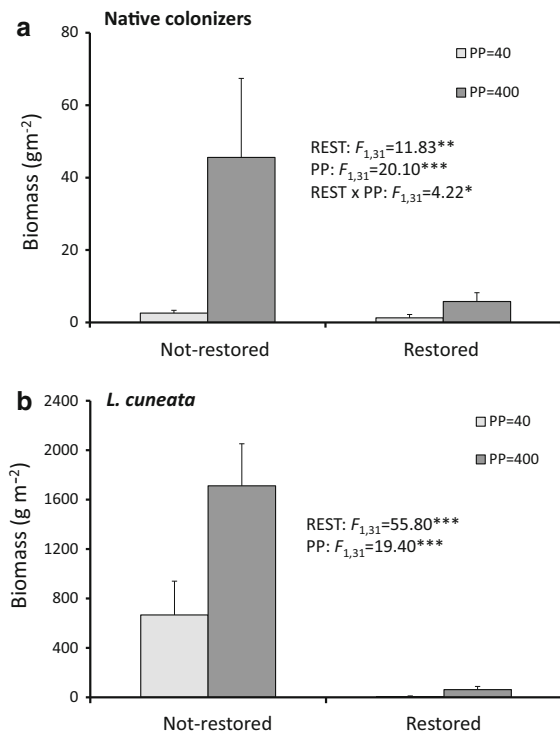 a
Native colonizers
80
60
40
20
0
Biomass (gm-2)
PP=40
PP=400
REST: F1,31=11.83**
PP: F1,31=20.10***
REST x PP: F1,31=4.22*
Not-restored
Restored
b
L. cuneata
2400
2000
1600
1200
800
400
0
Biomass (g m-2)
PP=40
PP=400
REST: F1,31=55.80***
PP: F1,31=19.40***
Not-restored
Restored